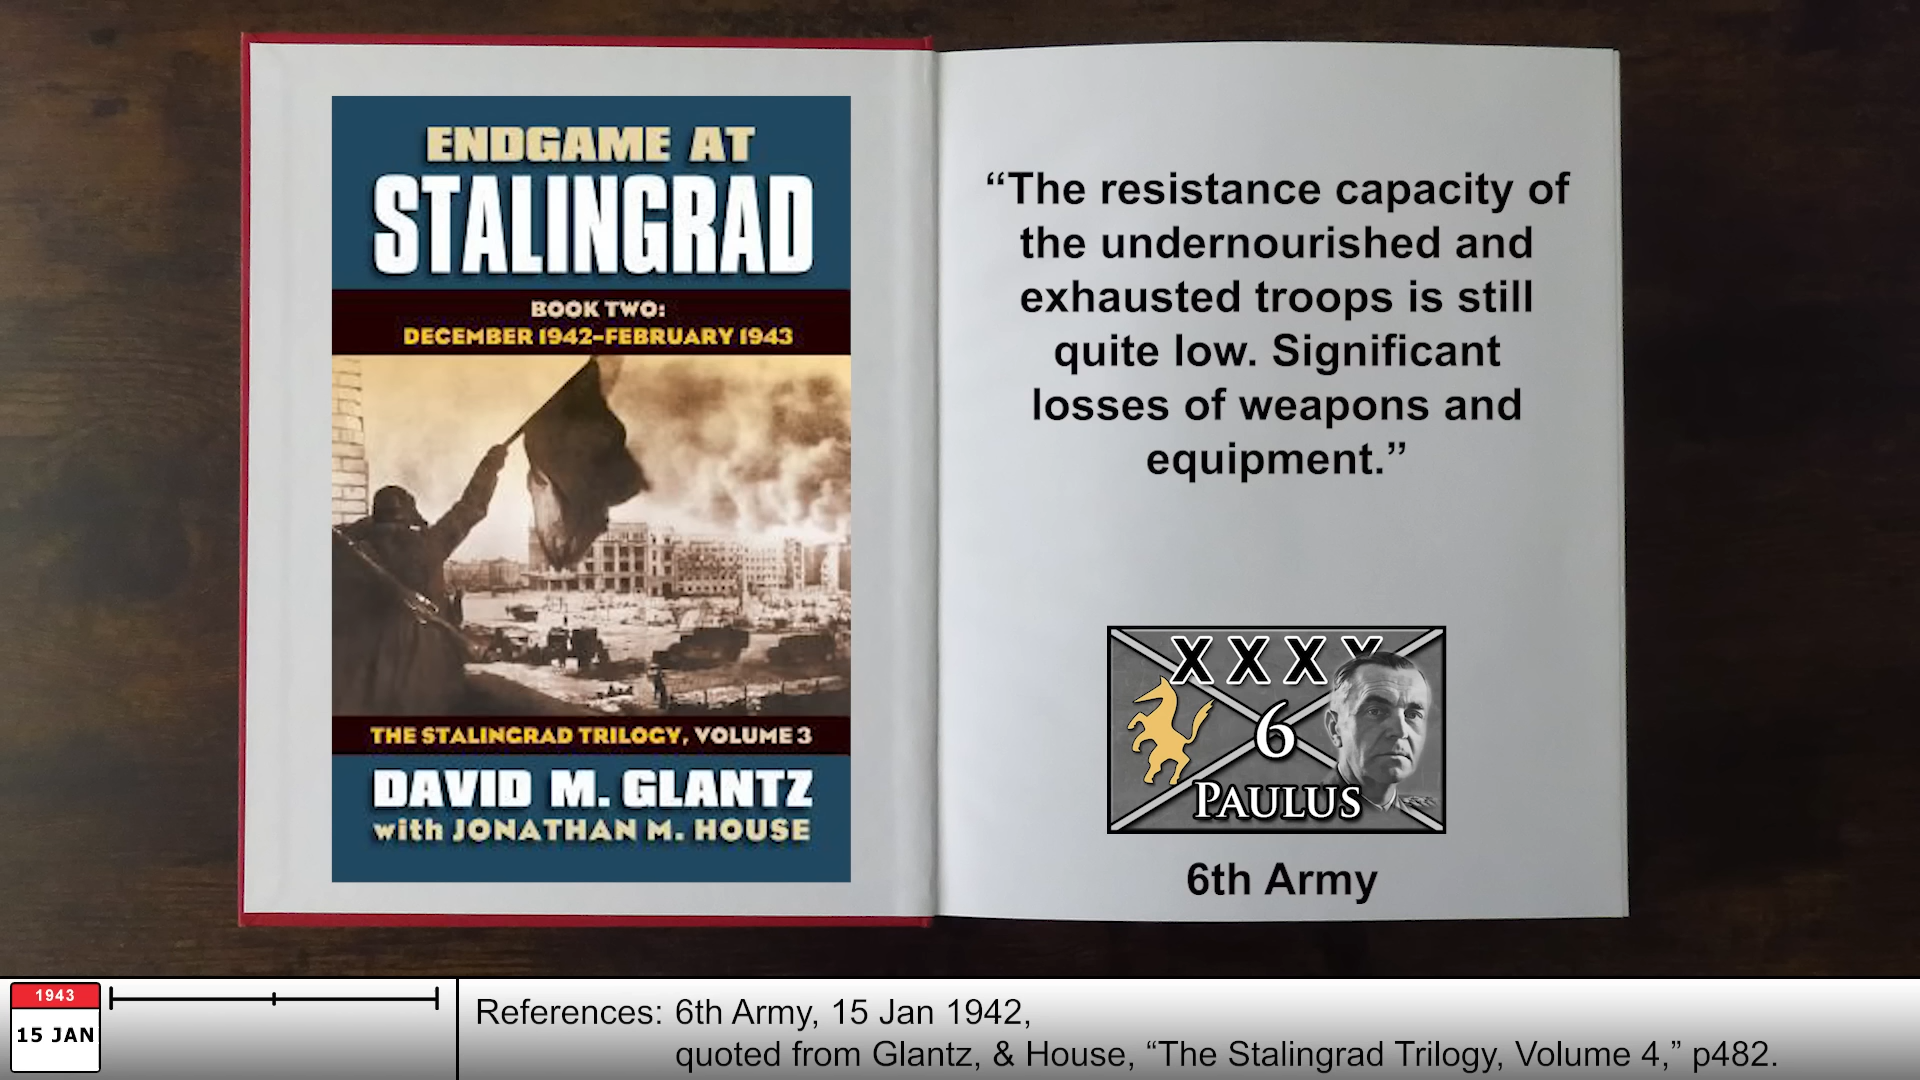 ENDGAME AT
STALINGRAD
BOOK TWO:
DECEMBER 1942–FEBRUARY 1943
THE STALINGRAD TRILOGY, VOLUME 3
DAVID M. GLANTZ
with JONATHAN M. HOUSE
“The resistance capacity of
the undernourished and
exhausted troops is still
quite low. Significant
losses of weapons and
equipment.”
X X X X
6
PAULUS
6th Army
1943
15 JAN
References: 6th Army, 15 Jan 1942,
quoted from Glantz, & House, “The Stalingrad Trilogy, Volume 4,” p482.